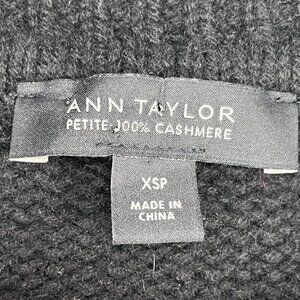 ANN TAYLOR
PETITE 100% CASHMERE
XSP
MADE IN
CHINA